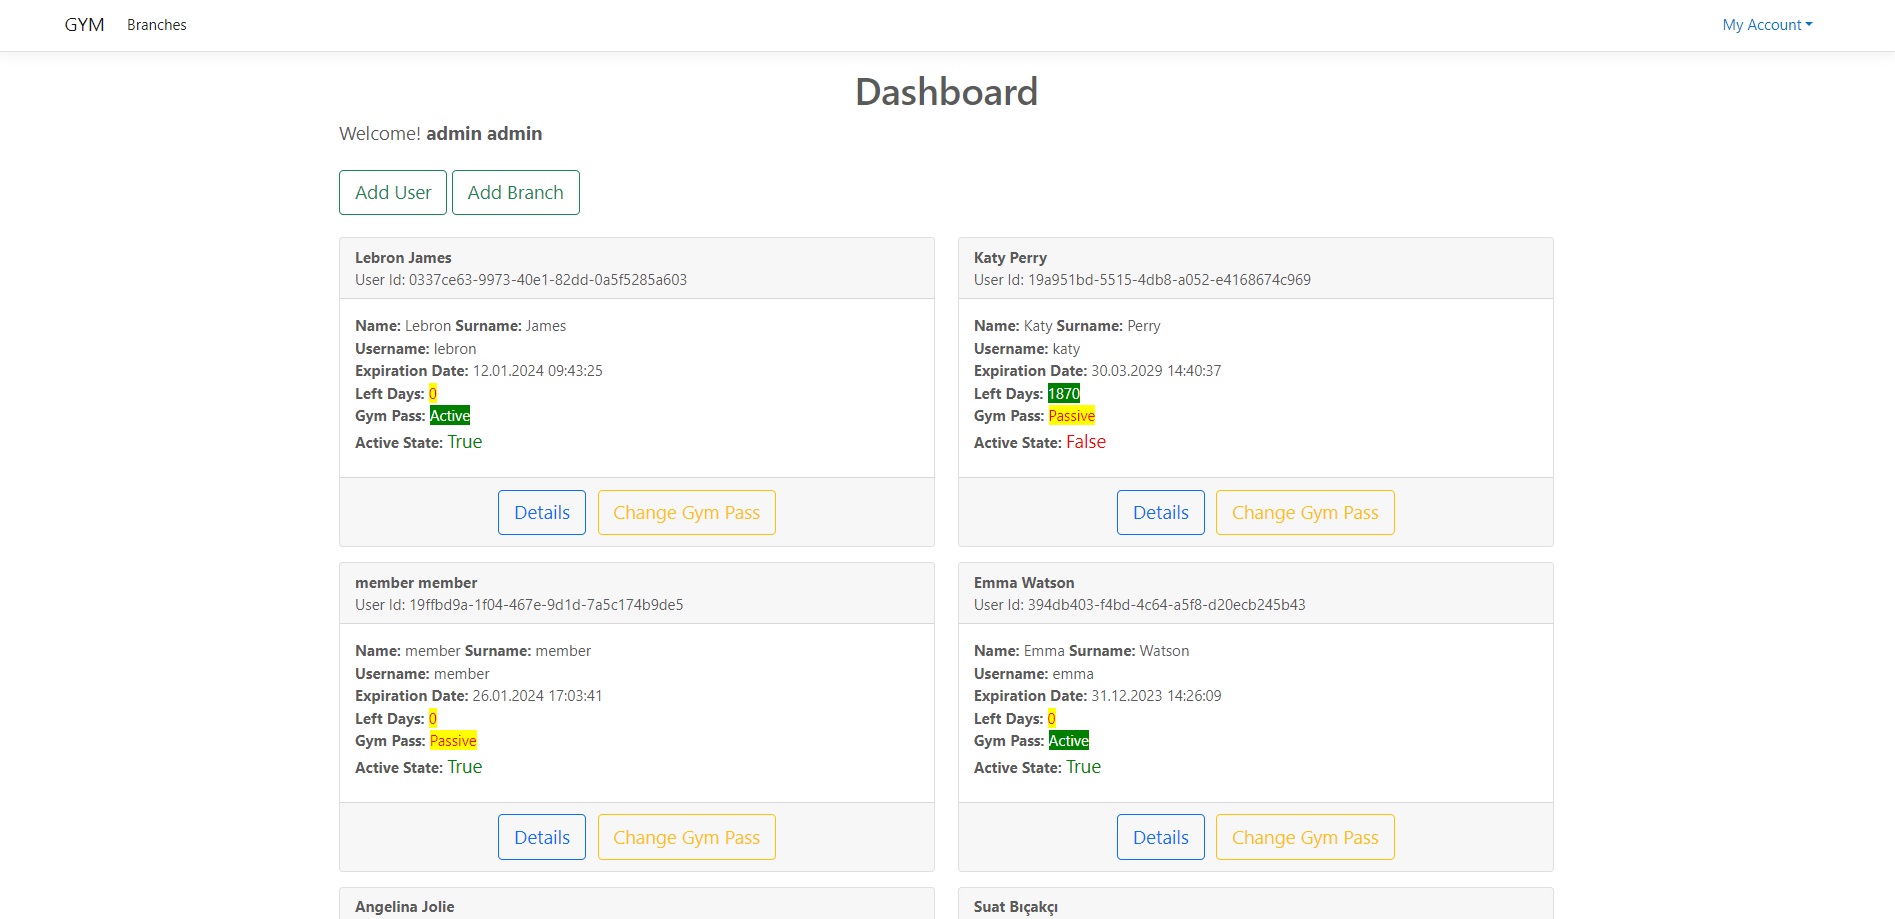 GYM Branches My Account
Dashboard
Welcome! admin admin
Add User Add Branch
Lebron James
User Id: 0337ce63-9973-40e1-82dd-0a5f5285a603
Name: Lebron Surname: James
Username: lebron
Expiration Date: 12.01.2024 09:43:25
Left Days: 0
Gym Pass: Active
Active State: True
Details Change Gym Pass
Katy Perry
User Id: 19a951bd-5515-4db8-a052-e4168674c969
Name: Katy Surname: Perry
Username: katy
Expiration Date: 30.03.2029 14:40:37
Left Days: 1870
Gym Pass: Passive
Active State: False
Details Change Gym Pass
member member
User Id: 19ffbd9a-1f04-467e-9d1d-7a5c174b9de5
Name: member Surname: member
Username: member
Expiration Date: 26.01.2024 17:03:41
Left Days: 0
Gym Pass: Passive
Active State: True
Details Change Gym Pass
Emma Watson
User Id: 394db403-f4bd-4c64-a5f8-d20ecb245b43
Name: Emma Surname: Watson
Username: emma
Expiration Date: 31.12.2023 14:26:09
Left Days: 0
Gym Pass: Active
Active State: True
Details Change Gym Pass
Angelina Jolie
Suat Bıçakçı